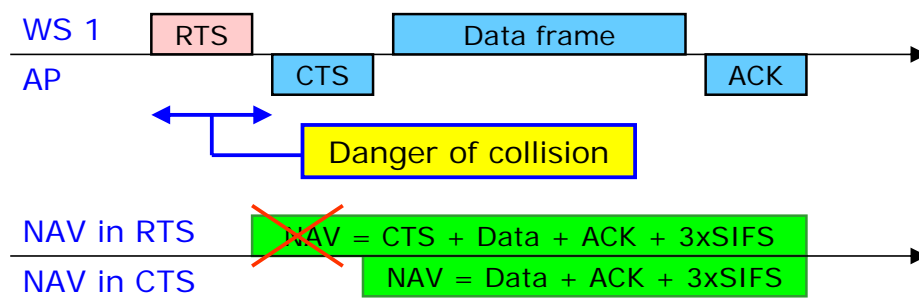 WS 1
RTS
Data frame
AP
CTS
ACK
Danger of collision
NAV in RTS
NAV = CTS + Data + ACK + 3xSIFS
NAV in CTS
NAV = Data + ACK + 3xSIFS